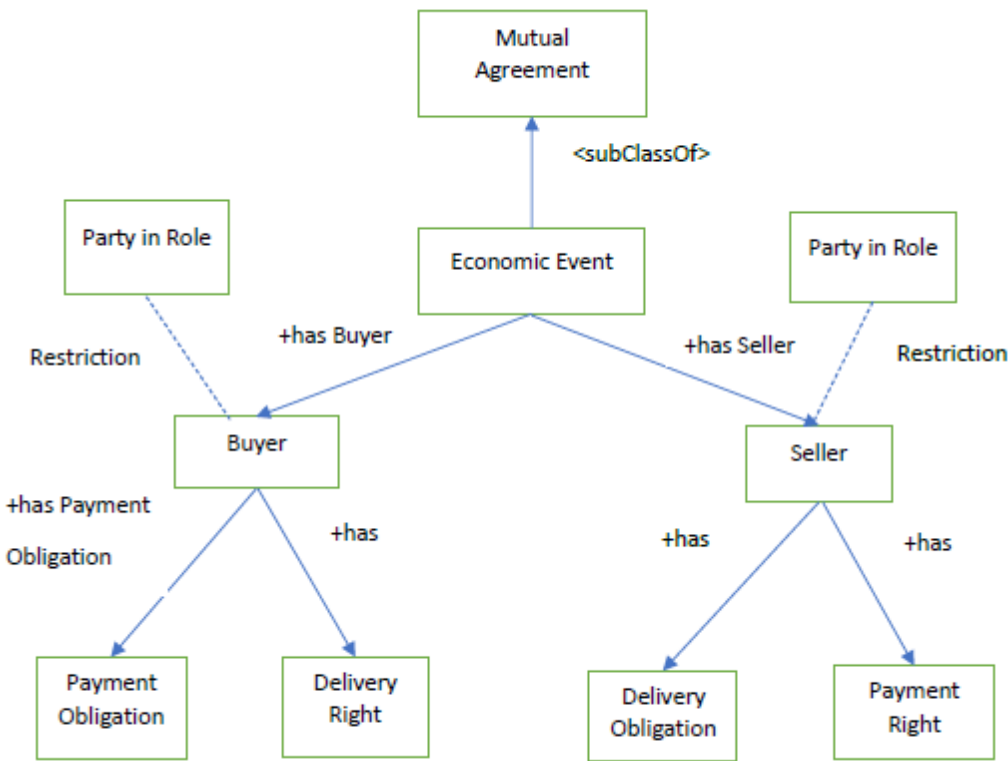 Mutual
Agreement
<subClassOf>
Party in Role
Economic Event
Party in Role
+has Buyer
+has Seller
Restriction
Restriction
Buyer
Seller
+has Payment
Obligation
+has
+has
+has
Payment
Obligation
Delivery
Right
Delivery
Obligation
Payment
Right